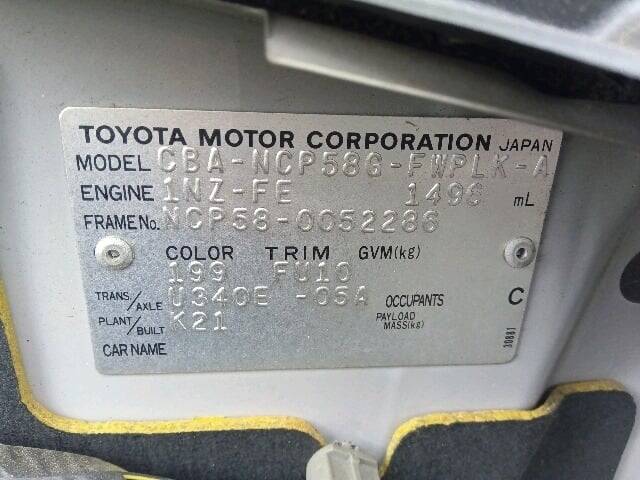 TOYOTA MOTOR CORPORATION JAPAN
MODEL CBA-NCP58G-FWPLK-A
ENGINE 1NZ-FE 1496 mL
FRAME No. NCP58-0052286
COLOR TRIM GVM(kg)
199 FU10
TRANS./AXLE U340E -05A OCCUPANTS C
PLANT/BUILT K21 PAYLOAD MASS(kg)
CAR NAME
30881